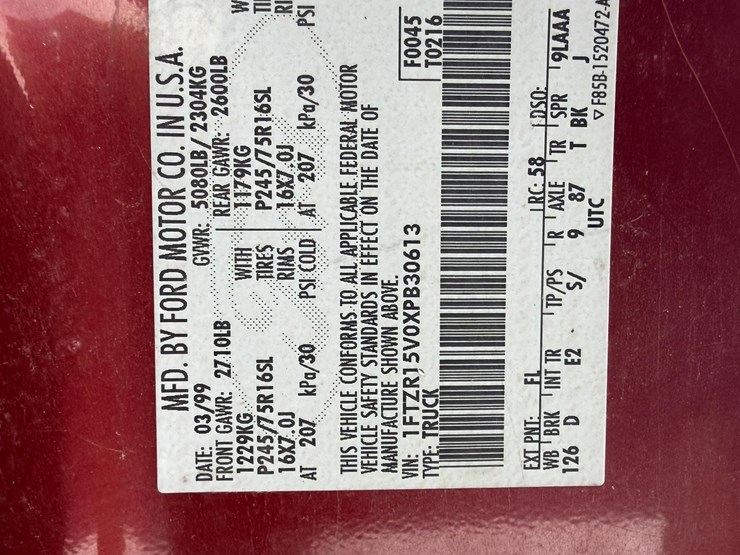 MFD. BY FORD MOTOR CO. IN U.S.A.
DATE: 03/99 GVWR: 5080LB/ 2304KG
FRONT GAWR: 2710LB REAR GAWR: 2600LB
1229KG WITH 1179KG W
P245/75R16SL TIRES P245/75R16SL TI
16X7.0J RIMS 16X7.0J RI
AT 207 kPa/30 PSI COLD AT 207 kPa/30 PSI
THIS VEHICLE CONFORMS TO ALL APPLICABLE FEDERAL MOTOR
VEHICLE SAFETY STANDARDS IN EFFECT ON THE DATE OF
MANUFACTURE SHOWN ABOVE.
VIN: 1FTZR15V0XPB30613 F0045
TYPE: TRUCK T0216
EXT PNT: FL RC: 58 DSO:
WB BRK INT TR TP/PS R AXLE TR SPR 9LAAA
126 D E2 S/ 9 87 T BK J
UTC ▽ F85B-1520472-A